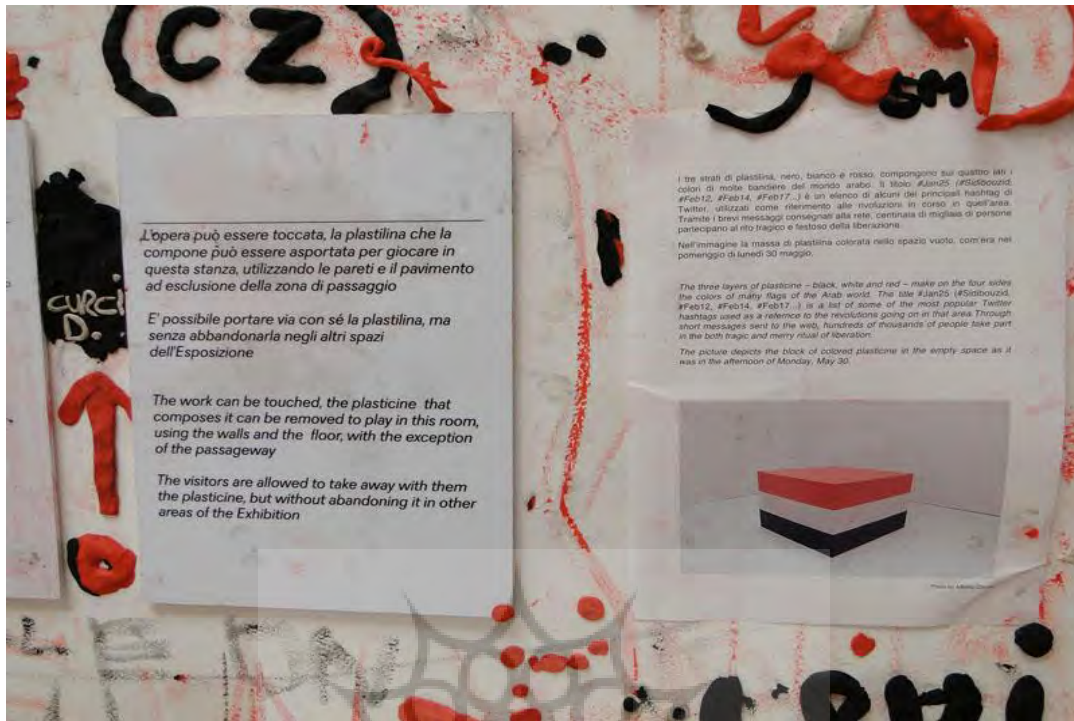 (CZ)
SM
CURCI
D.
L'opera può essere toccata, la plastilina che la
compone può essere asportata per giocare in
questa stanza, utilizzando le pareti e il pavimento
ad esclusione della zona di passaggio
E' possibile portare via con sé la plastilina, ma
senza abbandonarla negli altri spazi
dell'Esposizione
The work can be touched, the plasticine that
composes it can be removed to play in this room,
using the walls and the floor, with the exception
of the passageway
The visitors are allowed to take away with them
the plasticine, but without abandoning it in other
areas of the Exhibition
I tre strati di plastilina, nero, bianco e rosso, compongono sui quattro lati i
colori di molte bandiere del mondo arabo. Il titolo #Jan25 (#Sidibouzid,
#Feb12, #Feb14, #Feb17...) è un elenco di alcuni dei principali hashtag di
Twitter, utilizzati come riferimento alle rivoluzioni in corso in quell'area.
Tramite i brevi messaggi consegnati alla rete, centinaia di migliaia di persone
partecipano al rito tragico e festoso della liberazione.
Nell'immagine la massa di plastilina colorata nello spazio vuoto, com'era nel
pomeriggio di lunedì 30 maggio.
The three layers of plasticine – black, white and red – make on the four sides
the colors of many flags of the Arab world. The title #Jan25 (#Sidibouzid,
#Feb12, #Feb14, #Feb17...) is a list of some of the most popular Twitter
hashtags used as a refernce to the revolutions going on in that area. Through
short messages sent to the web, hundreds of thousands of people take part
in the both tragic and merry ritual of liberation.
The picture depicts the block of colored plasticine in the empty space as it
was in the afternoon of Monday, May 30.